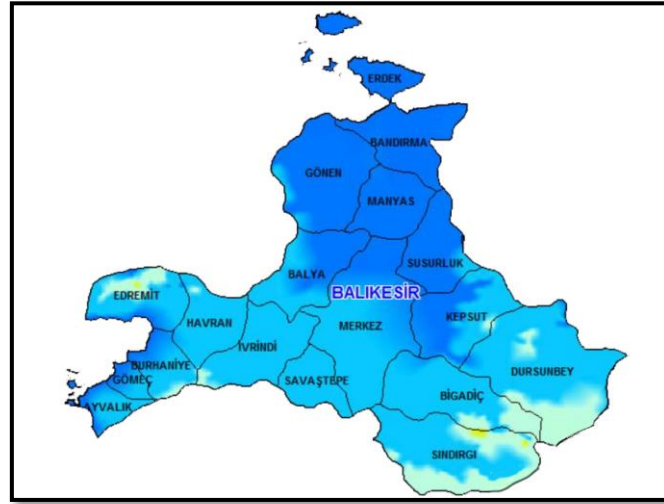 ERDEK
BANDIRMA
GÖNEN
MANYAS
SUSURLUK
BALYA
BALIKESİR
EDREMİT
KEPSUT
HAVRAN
MERKEZ
İVRİNDİ
BURHANİYE
DURSUNBEY
GÖMEÇ
SAVAŞTEPE
BİGADİÇ
AYVALIK
SINDIRGI